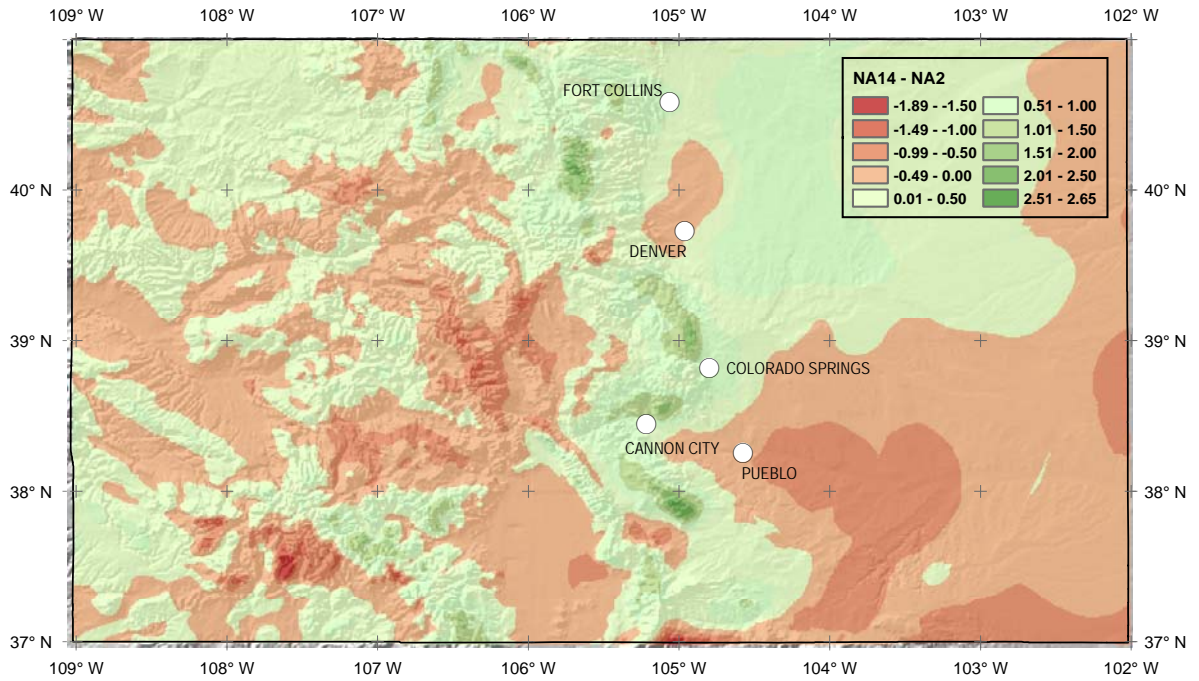 109° W 108° W 107° W 106° W 105° W 104° W 103° W 102° W
NA14 - NA2
-1.89 - -1.50 0.51 - 1.00
-1.49 - -1.00 1.01 - 1.50
-0.99 - -0.50 1.51 - 2.00
-0.49 - 0.00 2.01 - 2.50
0.01 - 0.50 2.51 - 2.65
FORT COLLINS
40° N 40° N
DENVER
39° N 39° N
COLORADO SPRINGS
CANNON CITY
PUEBLO
38° N 38° N
37° N 37° N
109° W 108° W 107° W 106° W 105° W 104° W 103° W 102° W